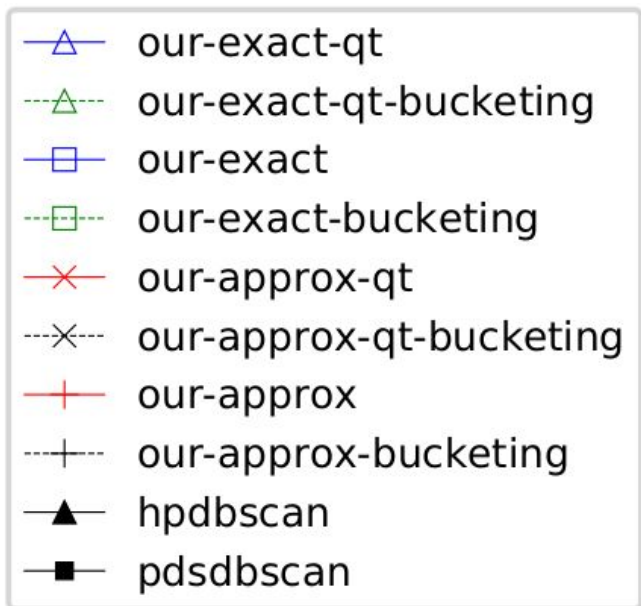 our-exact-qt
our-exact-qt-bucketing
our-exact
our-exact-bucketing
our-approx-qt
our-approx-qt-bucketing
our-approx
our-approx-bucketing
hpdbscan
pdsdbscan